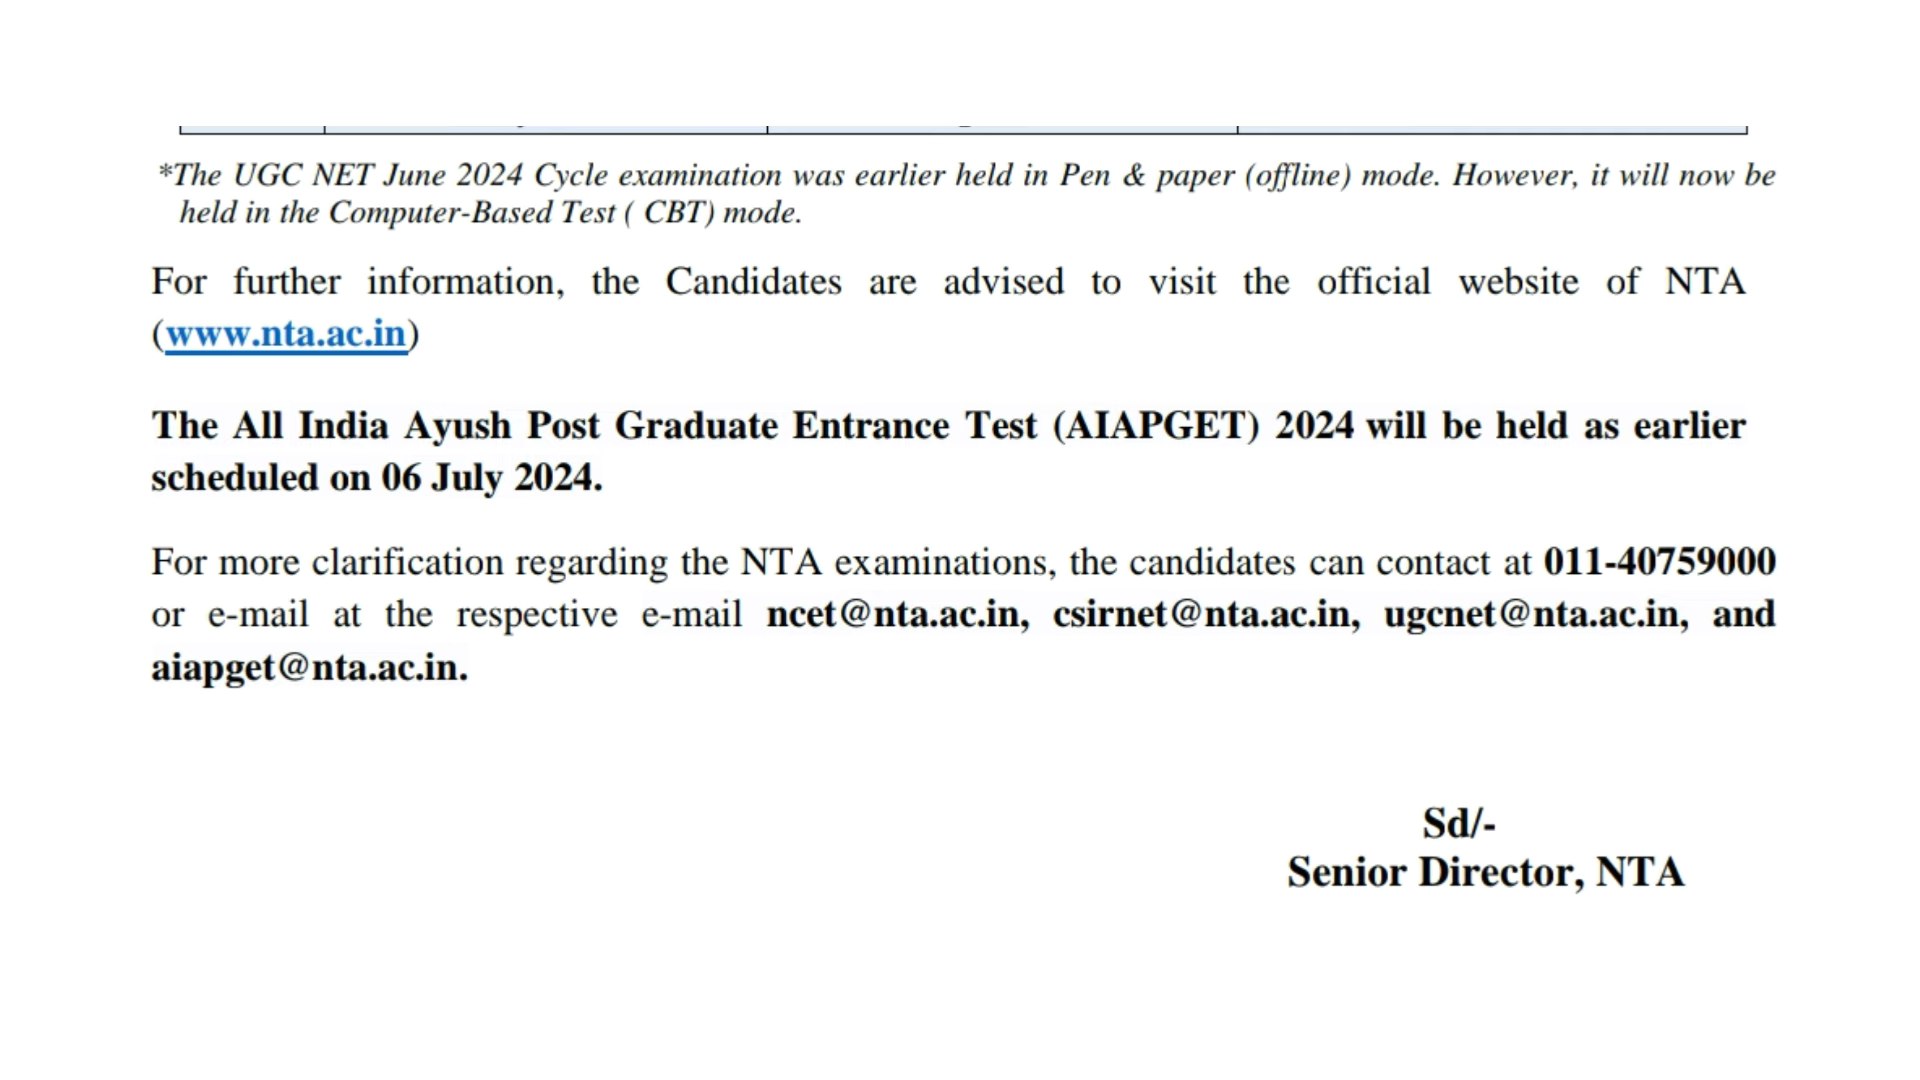 *The UGC NET June 2024 Cycle examination was earlier held in Pen & paper (offline) mode. However, it will now be
held in the Computer-Based Test ( CBT) mode.
For further information, the Candidates are advised to visit the official website of NTA
(www.nta.ac.in)
The All India Ayush Post Graduate Entrance Test (AIAPGET) 2024 will be held as earlier
scheduled on 06 July 2024.
For more clarification regarding the NTA examinations, the candidates can contact at 011-40759000
or e-mail at the respective e-mail ncet@nta.ac.in, csirnet@nta.ac.in, ugcnet@nta.ac.in, and
aiapget@nta.ac.in.
Sd/-
Senior Director, NTA